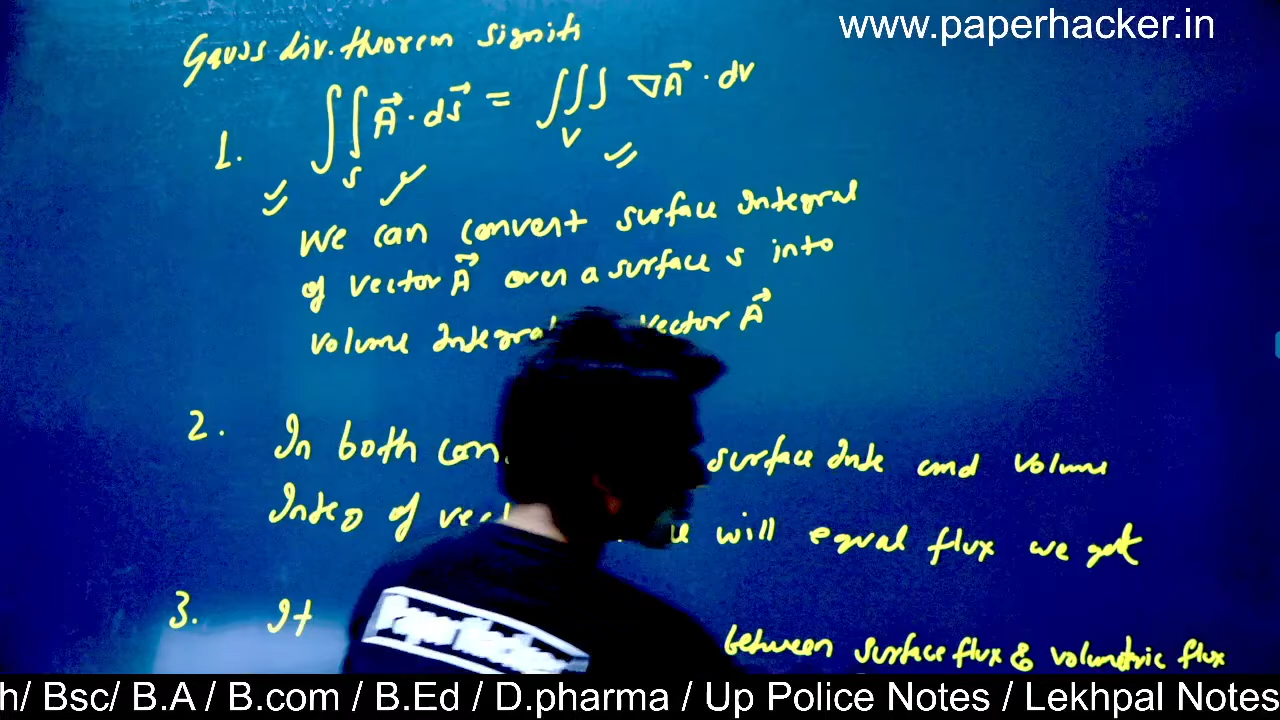 www.paperhacker.in
Gauss div. theorem signifi
1. ∬ A⃗ · ds⃗ = ∭ ∇A⃗ · dv
S V
We can convert surface Integral
of vector A⃗ over a surface s into
volume Integral vector A⃗
2. In both surface Inte and Volume
Integ of will equal flux we get
3. It between surface flux & volumetric flux
Paper Hacker
h/ Bsc/ B.A / B.com / B.Ed / D.pharma / Up Police Notes / Lekhpal Notes